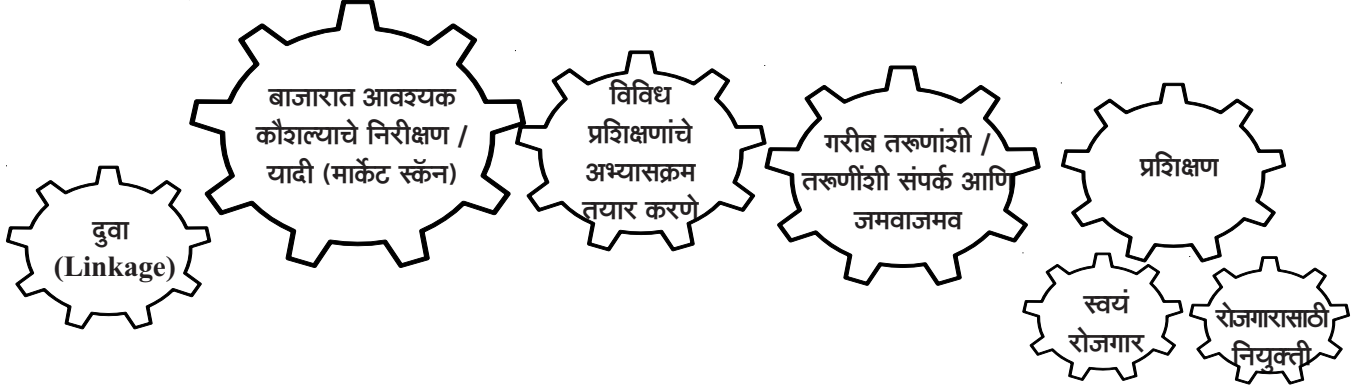 दुवा
(Linkage)
बाजारात आवश्यक
कौशल्याचे निरीक्षण /
यादी (मार्केट स्कॅन)
विविध
प्रशिक्षणांचे
अभ्यासक्रम
तयार करणे
गरीब तरूणांशी /
तरूणींशी संपर्क आणि
जमवाजमव
प्रशिक्षण
स्वयं
रोजगार
रोजगारासाठी
नियुक्ती